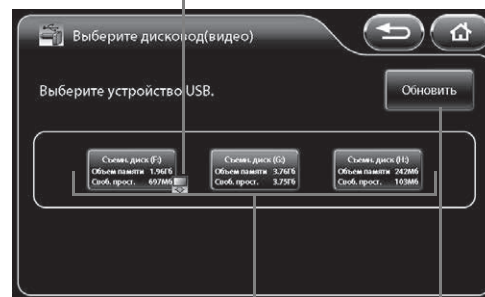 Выберите дисковод(видео)
Выберите устройство USB.
Обновить
Съемн. диск (F:)
Объем памяти 1.96Гб
Своб. прост. 697Мб
Съемн. диск (G:)
Объем памяти 3.76Гб
Своб. прост. 3.75Гб
Съемн. диск (H:)
Объем памяти 242Мб
Своб. прост. 103Мб